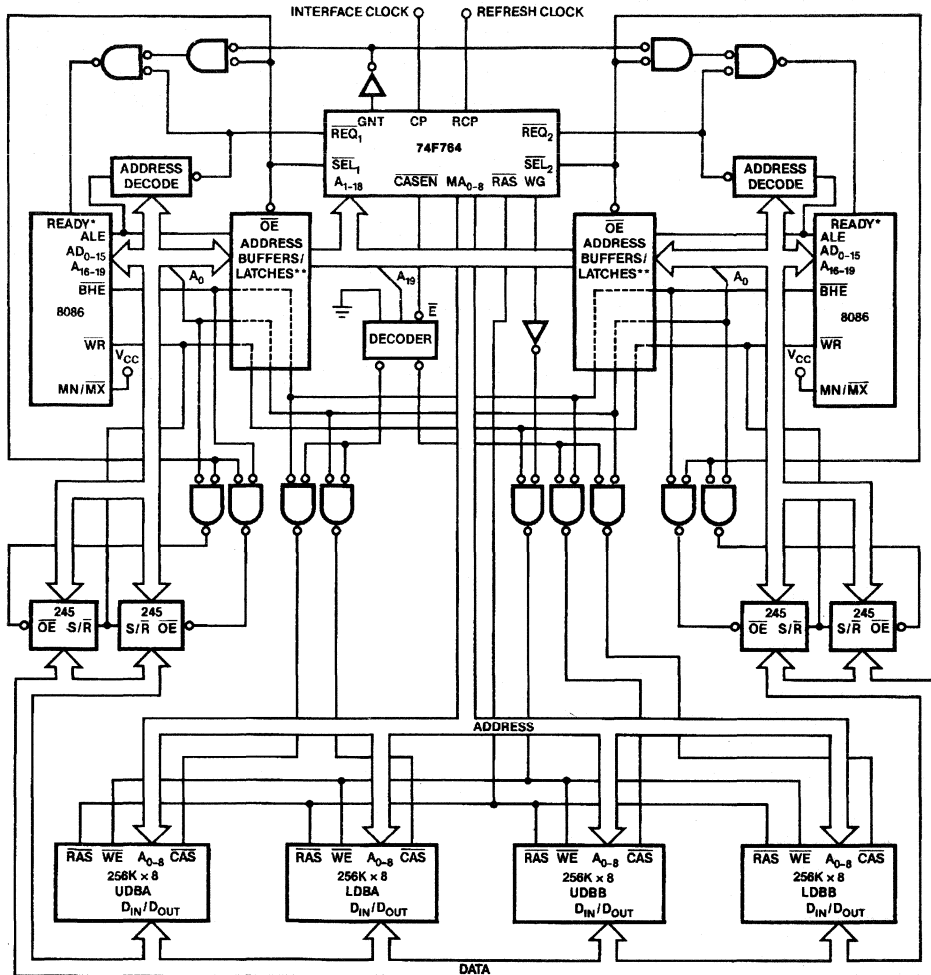 INTERFACE CLOCK
REFRESH CLOCK
GNT CP RCP
REQ₁ 74F764 REQ₂
SEL₁ SEL₂
A₁₋₁₈ CASEN MA₀₋₈ RAS WG
ADDRESS DECODE
ADDRESS DECODE
READY*
ALE
AD₀₋₁₅
A₁₆₋₁₉
BHE
8086
WR
VCC
MN/MX
OE
ADDRESS
BUFFERS/
LATCHES**
A₀
A₁₉
E
DECODER
OE
ADDRESS
BUFFERS/
LATCHES**
A₀
READY*
ALE
AD₀₋₁₅
A₁₆₋₁₉
BHE
8086
WR
VCC
MN/MX
245
OE S/R
245
S/R OE
245
OE S/R
245
S/R OE
ADDRESS
RAS WE A₀₋₈ CAS
256K × 8
UDBA
DIN/DOUT
RAS WE A₀₋₈ CAS
256K × 8
LDBA
DIN/DOUT
RAS WE A₀₋₈ CAS
256K × 8
UDBB
DIN/DOUT
RAS WE A₀₋₈ CAS
256K × 8
LDBB
DIN/DOUT
DATA